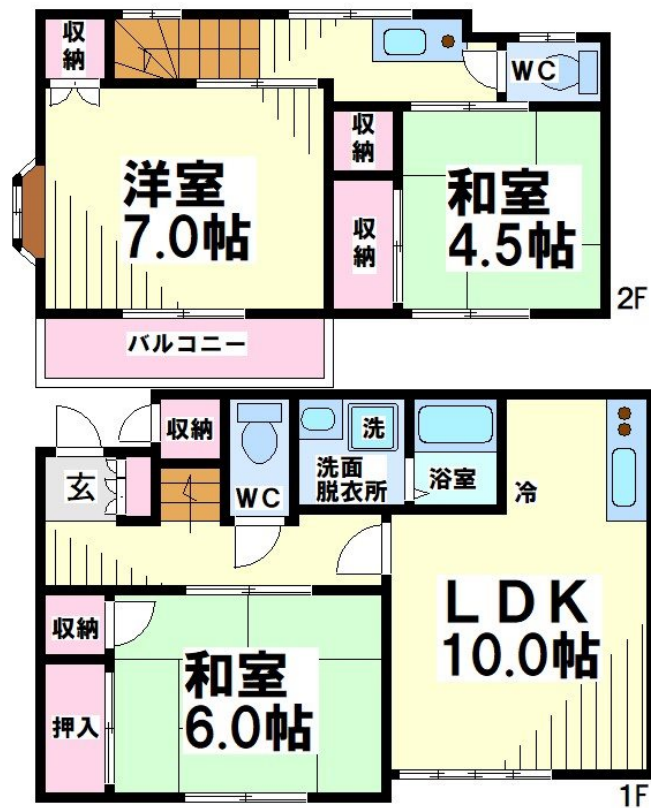 収納
WC
収納
洋室
7.0帖
和室
4.5帖
収納
2F
バルコニー
収納
洗
玄
洗面
脱衣所
浴室
冷
WC
LDK
10.0帖
収納
和室
6.0帖
押入
1F